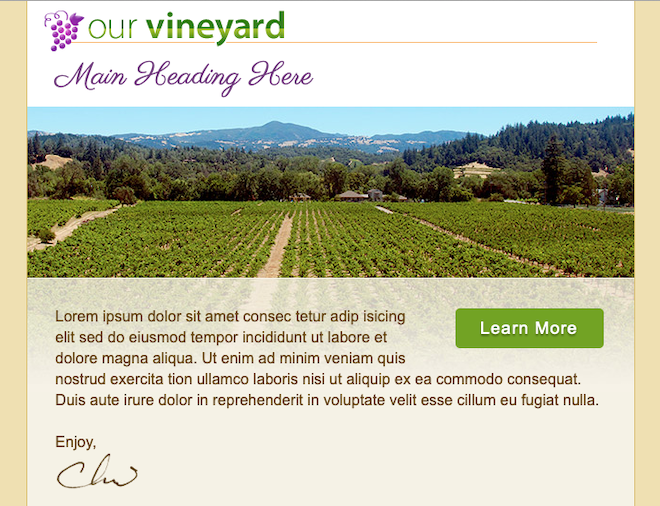 our vineyard
Main Heading Here
Lorem ipsum dolor sit amet consec tetur adip isicing
elit sed do eiusmod tempor incididunt ut labore et
dolore magna aliqua. Ut enim ad minim veniam quis
nostrud exercita tion ullamco laboris nisi ut aliquip ex ea commodo consequat.
Duis aute irure dolor in reprehenderit in voluptate velit esse cillum eu fugiat nulla.
Learn More
Enjoy,